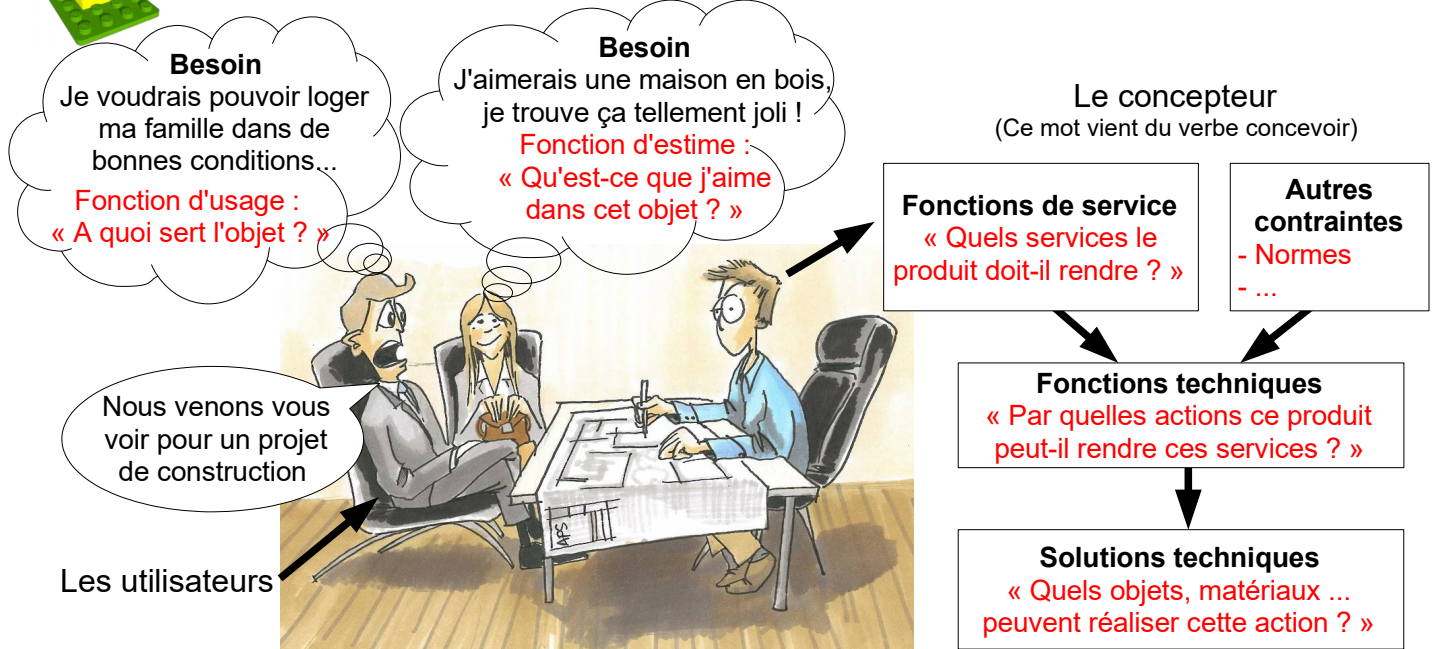 Besoin
Je voudrais pouvoir loger
ma famille dans de
bonnes conditions...
Fonction d'usage :
« A quoi sert l'objet ? »
Besoin
J'aimerais une maison en bois,
je trouve ça tellement joli !
Fonction d'estime :
« Qu'est-ce que j'aime
dans cet objet ? »
Nous venons vous
voir pour un projet
de construction
Les utilisateurs
APS
Le concepteur
(Ce mot vient du verbe concevoir)
Fonctions de service
« Quels services le
produit doit-il rendre ? »
Autres
contraintes
- Normes
- ...
Fonctions techniques
« Par quelles actions ce produit
peut-il rendre ces services ? »
Solutions techniques
« Quels objets, matériaux ...
peuvent réaliser cette action ? »